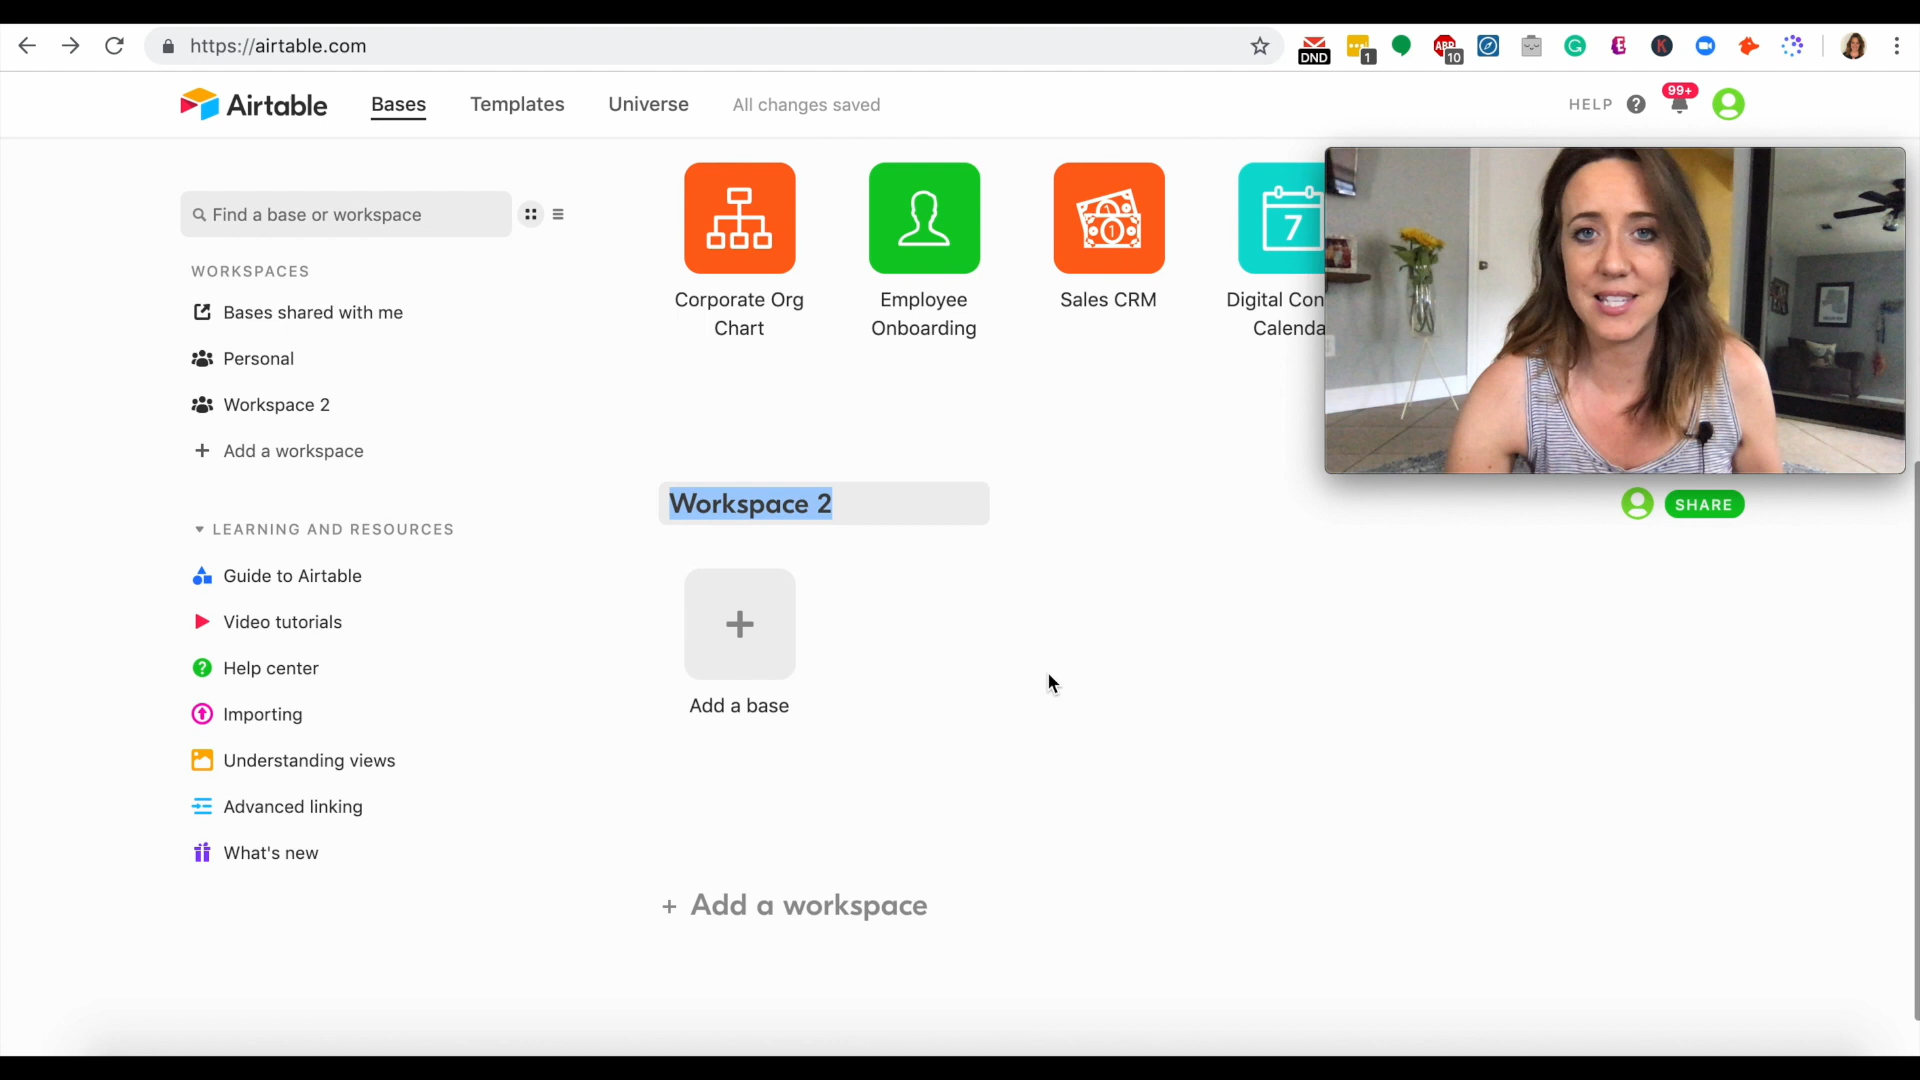 https://airtable.com
DND
1
ABP
10
E
K
Airtable
Bases
Templates
Universe
All changes saved
HELP
?
99+
Find a base or workspace
7
Corporate Org
Chart
Employee
Onboarding
Sales CRM
Digital Con
Calenda
WORKSPACES
Bases shared with me
Personal
Workspace 2
+ Add a workspace
Workspace 2
SHARE
LEARNING AND RESOURCES
Guide to Airtable
Video tutorials
Help center
Importing
Understanding views
Advanced linking
What's new
+
Add a base
+ Add a workspace